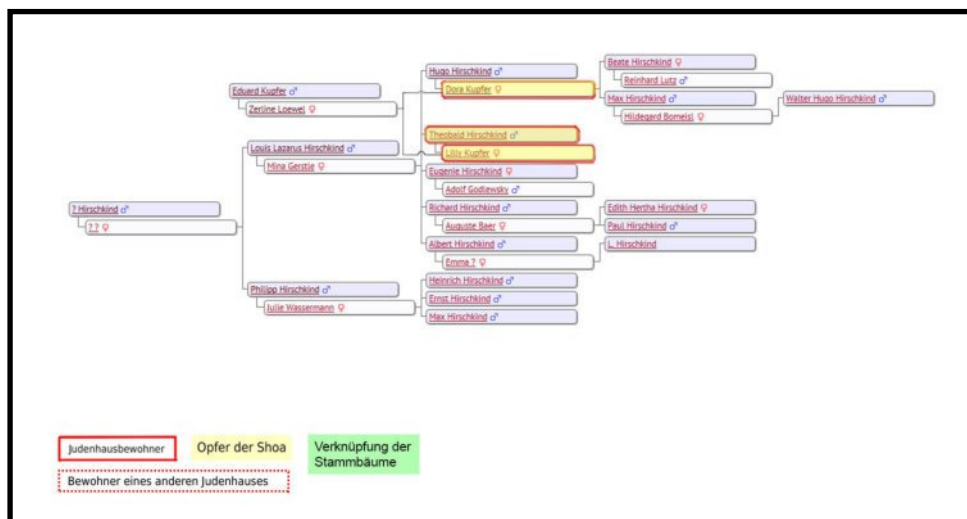 Beate Hirschkind ♀
Hugo Hirschkind ♂
Reinhard Lutz ♂
Eduard Kupfer ♂
Dora Kupfer ♀
Max Hirschkind ♂
Walter Hugo Hirschkind ♂
Zerline Loewel ♀
Hildegard Bomeisl ♀
Theobald Hirschkind ♂
Louis Lazarus Hirschkind ♂
Lilly Kupfer ♀
Mina Gerstle ♀
Eugenie Hirschkind ♀
Adolf Godlewsky ♂
? Hirschkind ♂
Richard Hirschkind ♂
Edith Hertha Hirschkind ♀
? ? ♀
Auguste Baer ♀
Paul Hirschkind ♂
Albert Hirschkind ♂
L. Hirschkind
Emma ? ♀
Philipp Hirschkind ♂
Heinrich Hirschkind ♂
Julie Wassermann ♀
Ernst Hirschkind ♂
Max Hirschkind ♂
Judenhausbewohner
Opfer der Shoa
Verknüpfung der
Stammbäume
Bewohner eines anderen Judenhauses